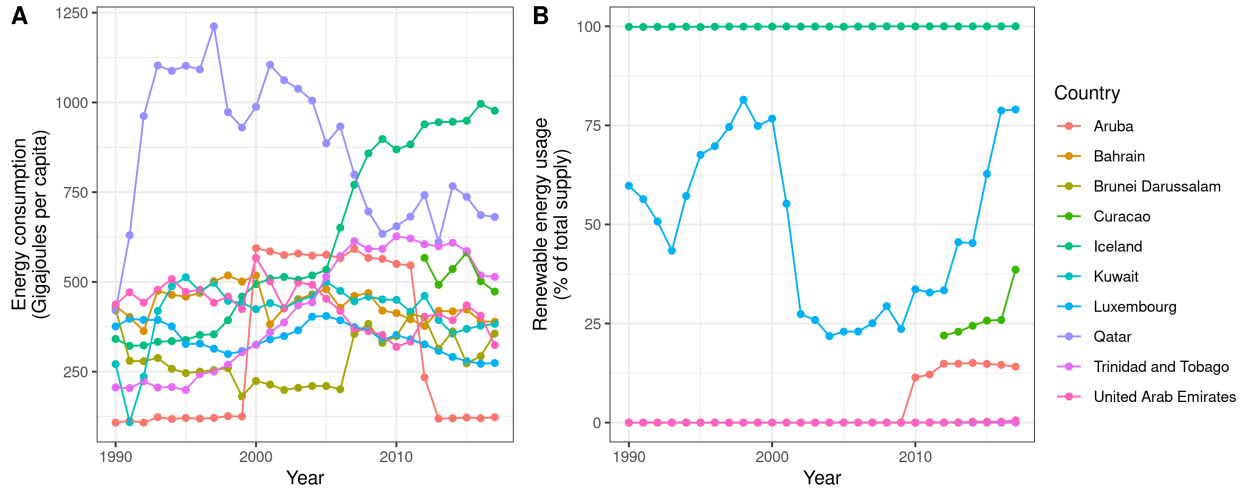 A
Energy consumption
(Gigajoules per capita)
1250
1000
750
500
250
1990
2000
2010
Year
B
Renewable energy usage
(% of total supply)
100
75
50
25
0
1990
2000
2010
Year
Country
Aruba
Bahrain
Brunei Darussalam
Curacao
Iceland
Kuwait
Luxembourg
Qatar
Trinidad and Tobago
United Arab Emirates